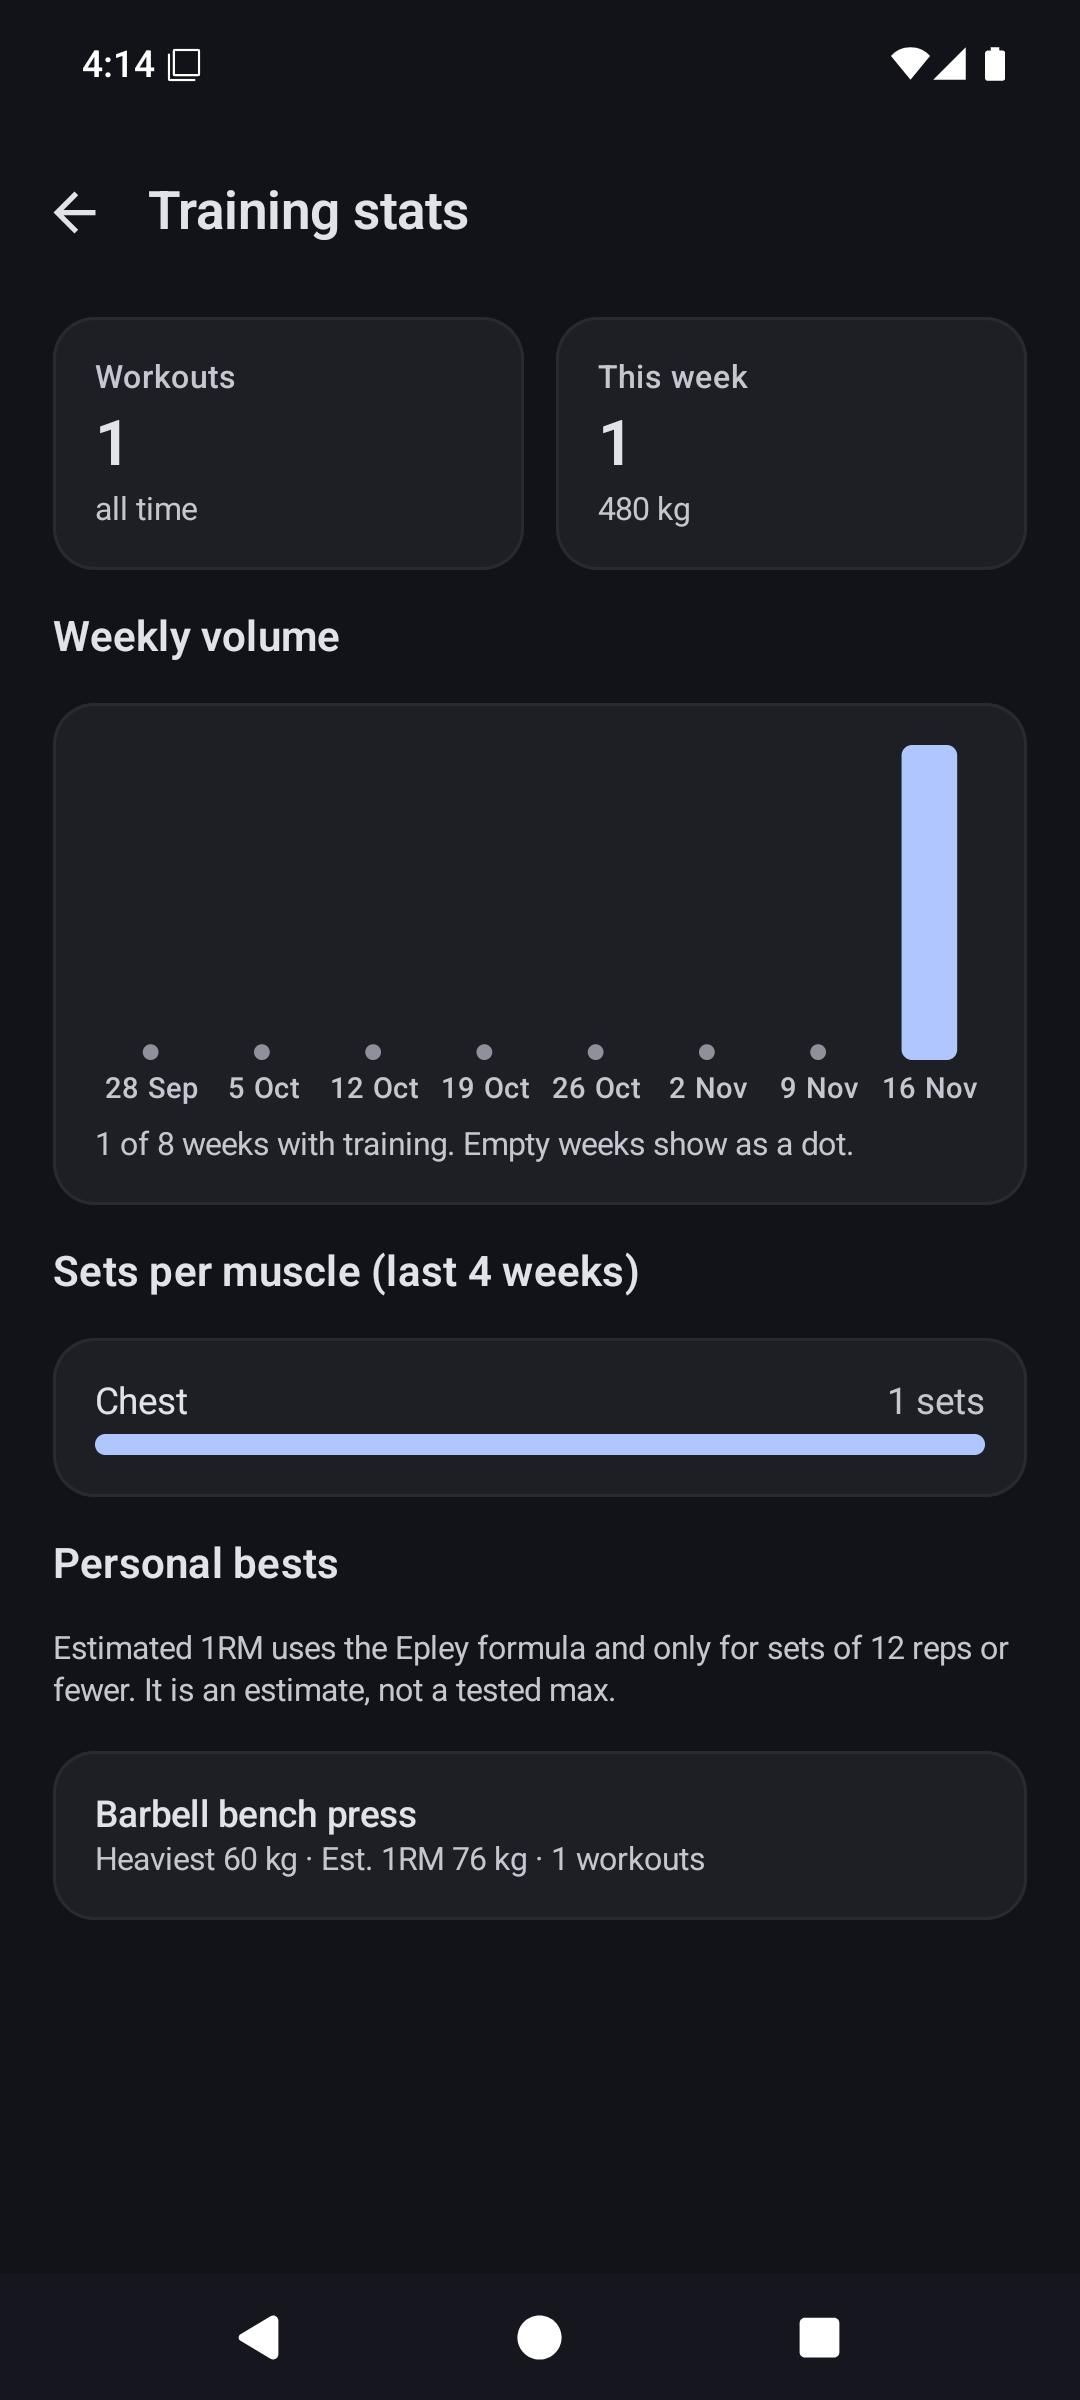 4:14
Training stats
Workouts
1
all time
This week
1
480 kg
Weekly volume
28 Sep 5 Oct 12 Oct 19 Oct 26 Oct 2 Nov 9 Nov 16 Nov
1 of 8 weeks with training. Empty weeks show as a dot.
Sets per muscle (last 4 weeks)
Chest 1 sets
Personal bests
Estimated 1RM uses the Epley formula and only for sets of 12 reps or
fewer. It is an estimate, not a tested max.
Barbell bench press
Heaviest 60 kg · Est. 1RM 76 kg · 1 workouts